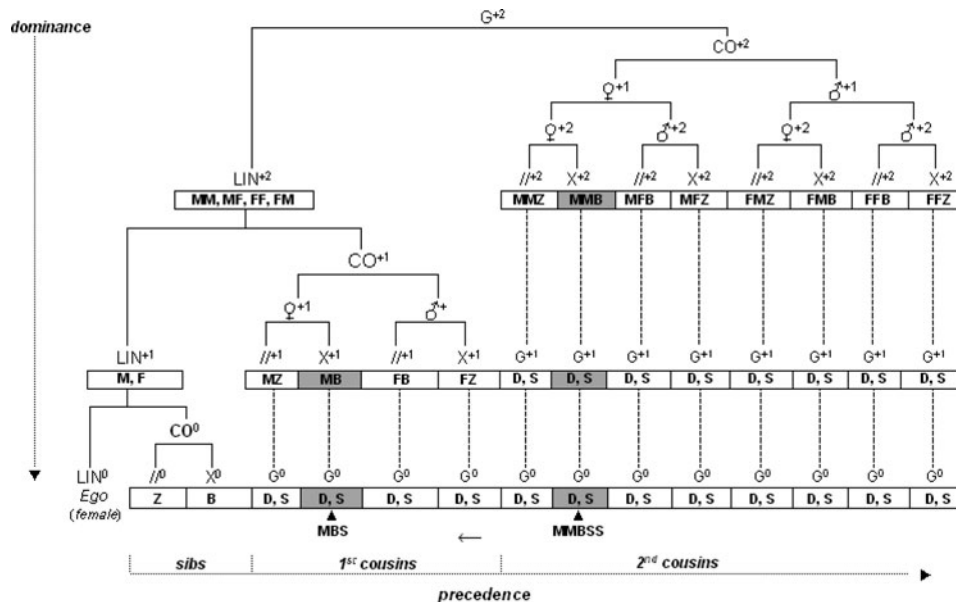 G+2
dominance
CO+2
♀+1 ♂+1
♀+2 ♂+2 ♀+2 ♂+2
LIN+2 //+2 X+2 //+2 X+2 //+2 X+2 //+2 X+2
MM, MF, FF, FM MMZ MMB MFB MFZ FMZ FMB FFB FFZ
CO+1
♀+1 ♂+
LIN+1 //+1 X+1 //+1 X+1 G+1 G+1 G+1 G+1 G+1 G+1 G+1 G+1
M, F MZ MB FB FZ D, S D, S D, S D, S D, S D, S D, S D, S
CO0
LIN0 //0 X0 G0 G0 G0 G0 G0 G0 G0 G0 G0 G0 G0 G0
Ego Z B D, S D, S D, S D, S D, S D, S D, S D, S D, S D, S D, S D, S
(female)
MBS ← MMBSS
sibs 1st cousins 2nd cousins
precedence